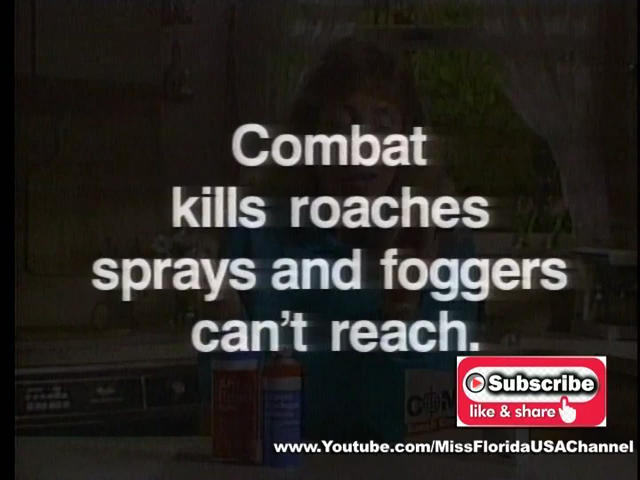 Combat
kills roaches
sprays and foggers
can't reach.
Subscribe
like & share
www.Youtube.com/MissFloridaUSAChannel